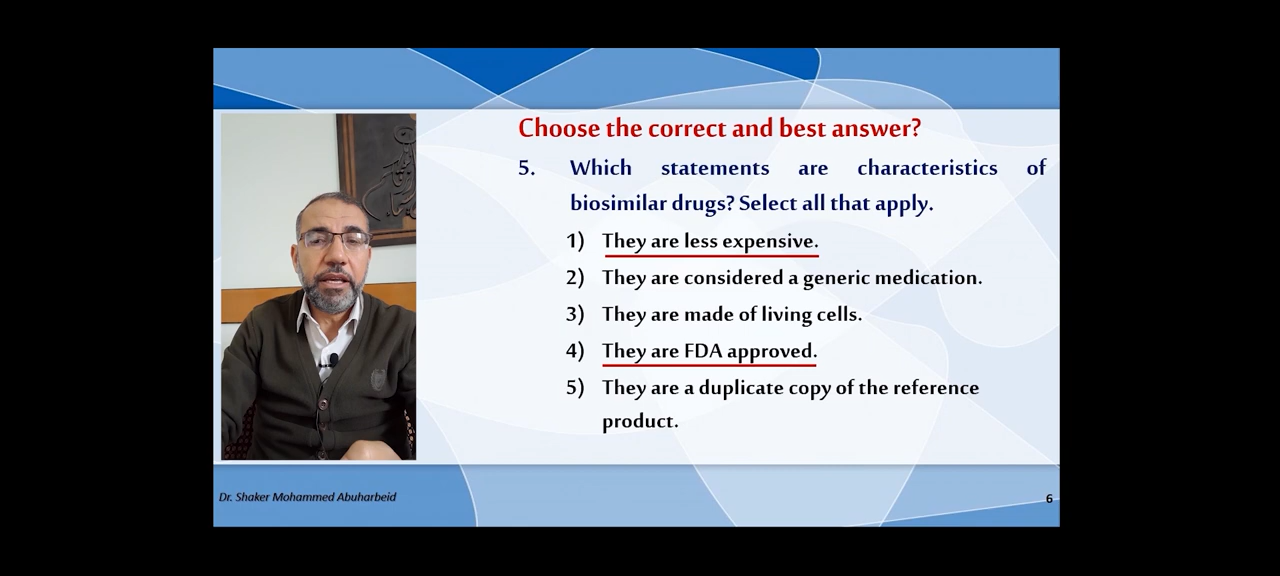 Choose the correct and best answer?
5. Which statements are characteristics of
biosimilar drugs? Select all that apply.
1) They are less expensive.
2) They are considered a generic medication.
3) They are made of living cells.
4) They are FDA approved.
5) They are a duplicate copy of the reference
product.
Dr. Shaker Mohammed Abuharbeid
6